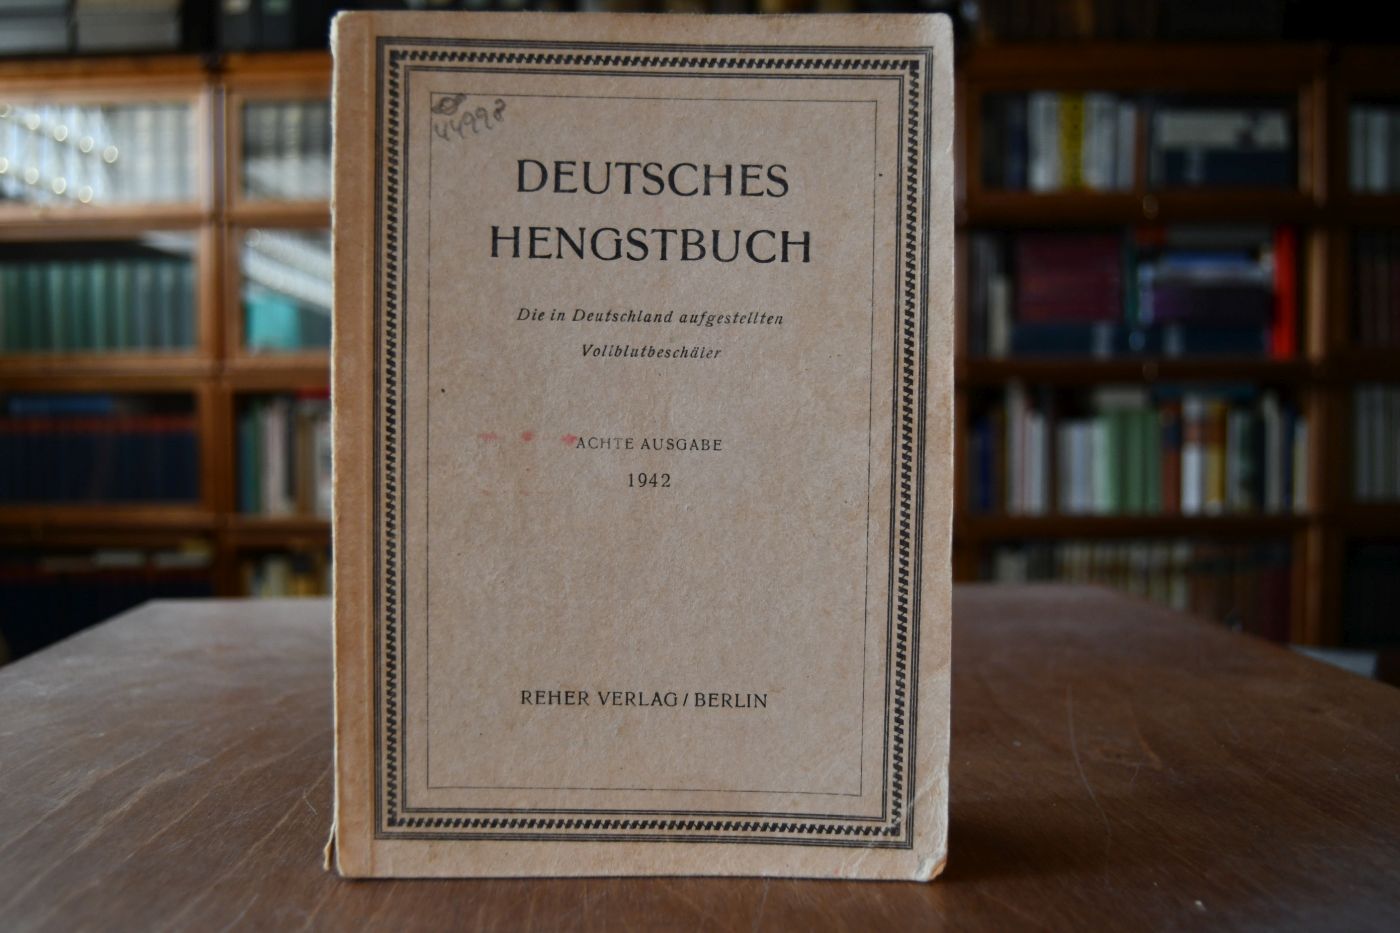 44998
DEUTSCHES
HENGSTBUCH
Die in Deutschland aufgestellten
Vollblutbeschäler
ACHTE AUSGABE
1942
REHER VERLAG / BERLIN